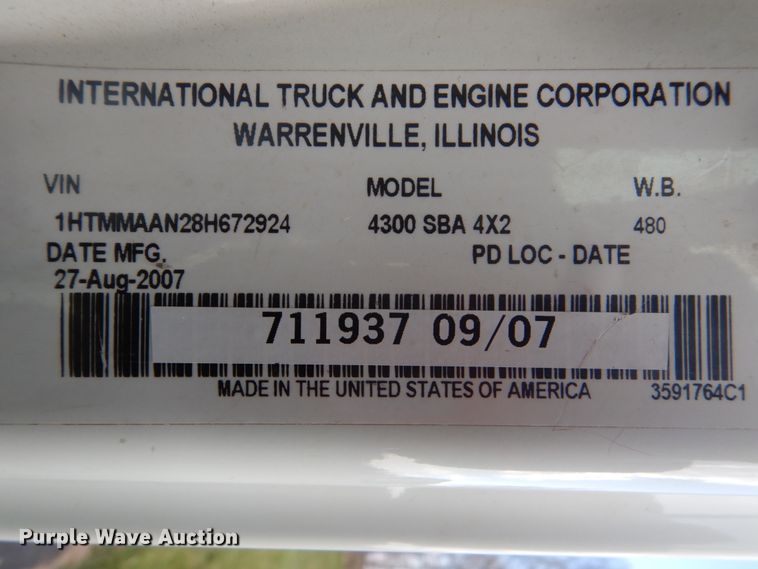 INTERNATIONAL TRUCK AND ENGINE CORPORATION
WARRENVILLE, ILLINOIS
VIN MODEL W.B.
1HTMMAAN28H672924 4300 SBA 4X2 480
DATE MFG. PD LOC - DATE
27-Aug-2007
711937 09/07
MADE IN THE UNITED STATES OF AMERICA 3591764C1
Purple Wave Auction